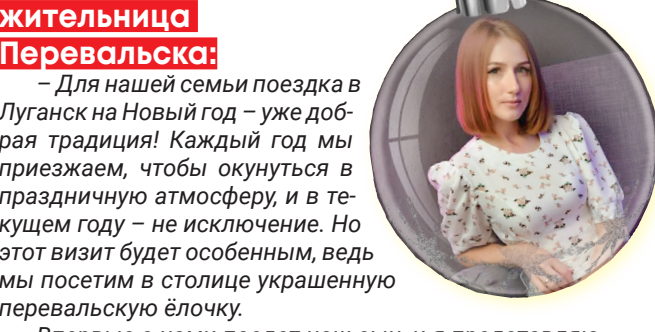 жительница
Перевальска:
– Для нашей семьи поездка в
Луганск на Новый год – уже доб-
рая традиция! Каждый год мы
приезжаем, чтобы окунуться в
праздничную атмосферу, и в те-
кущем году – не исключение. Но
этот визит будет особенным, ведь
мы посетим в столице украшенную
перевальскую ёлочку.